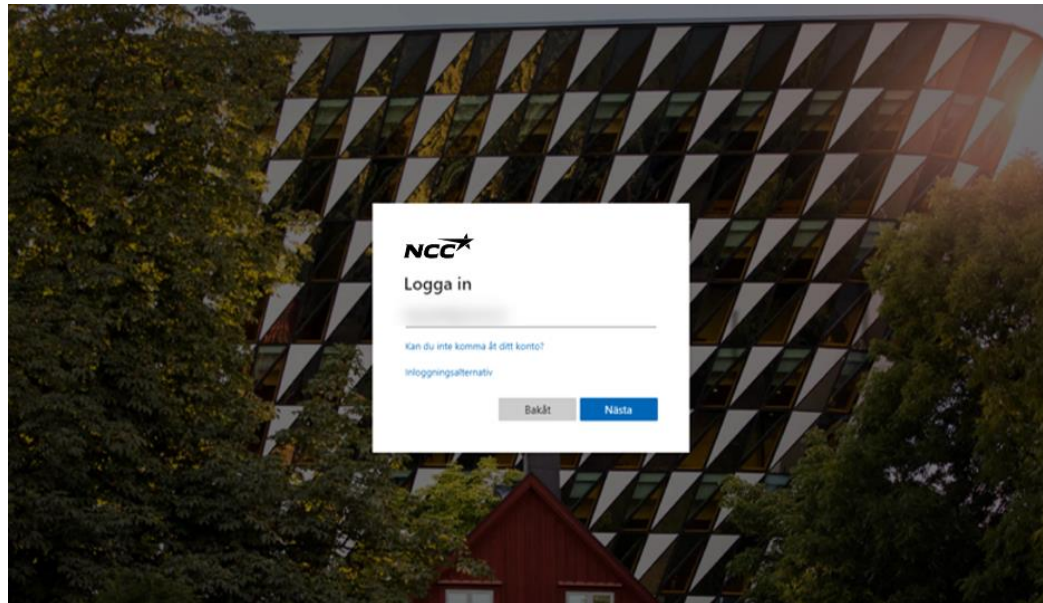 NCC
Logga in
Kan du inte komma åt ditt konto?
Inloggningsalternativ
Bakåt
Nästa